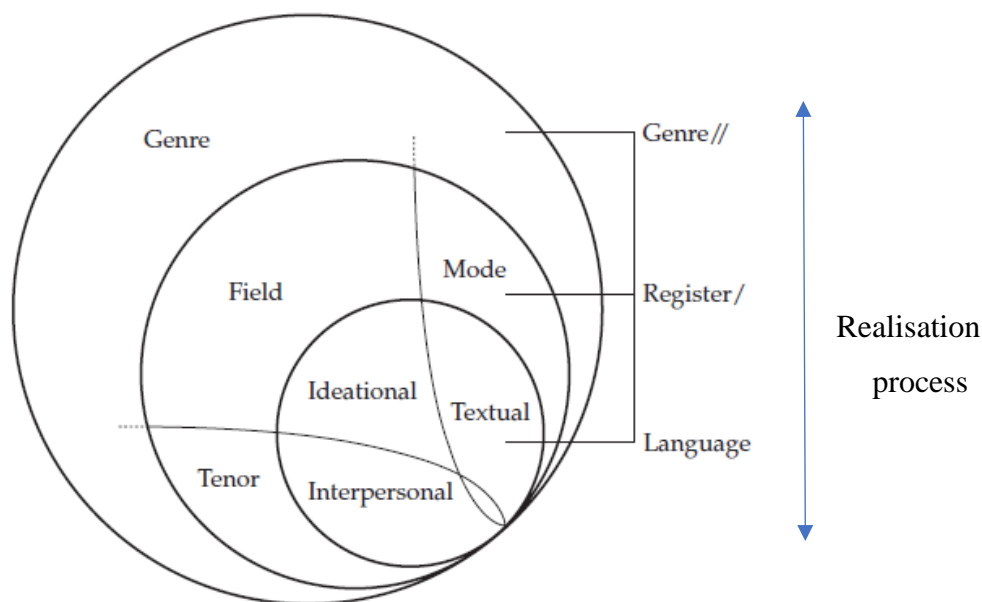 Genre
Genre//
Mode
Field
Register/
Realisation
process
Ideational
Textual
Language
Tenor
Interpersonal